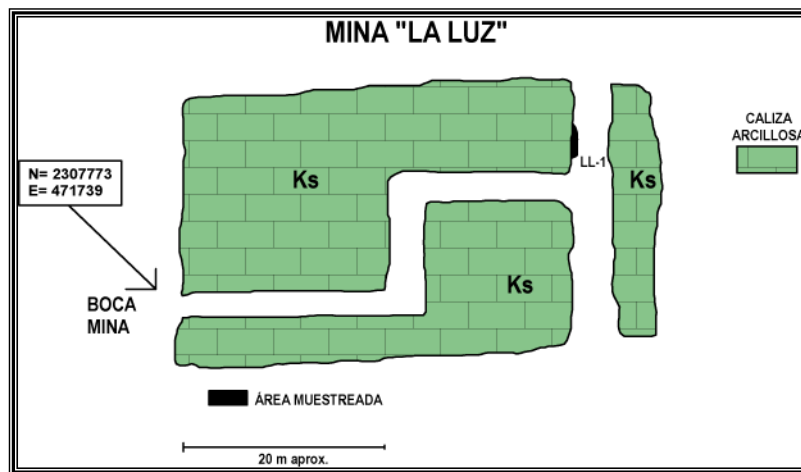 MINA "LA LUZ"
CALIZA
ARCILLOSA
N= 2307773
E= 471739
LL-1
Ks
Ks
Ks
BOCA
MINA
ÁREA MUESTREADA
20 m aprox.